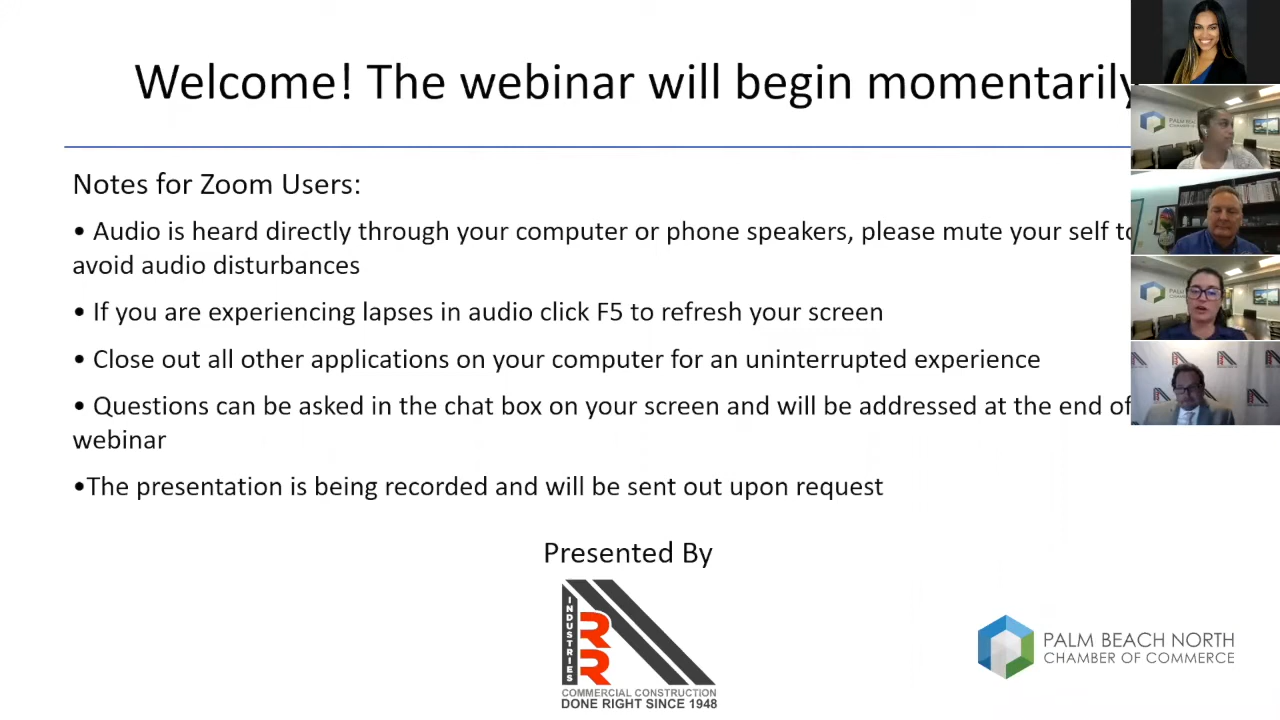 Welcome! The webinar will begin momentarily
Notes for Zoom Users:
• Audio is heard directly through your computer or phone speakers, please mute your self to
avoid audio disturbances
• If you are experiencing lapses in audio click F5 to refresh your screen
• Close out all other applications on your computer for an uninterrupted experience
• Questions can be asked in the chat box on your screen and will be addressed at the end of
webinar
•The presentation is being recorded and will be sent out upon request
Presented By
INDUSTRIES
RR
COMMERCIAL CONSTRUCTION
DONE RIGHT SINCE 1948
PALM BEACH NORTH
CHAMBER OF COMMERCE